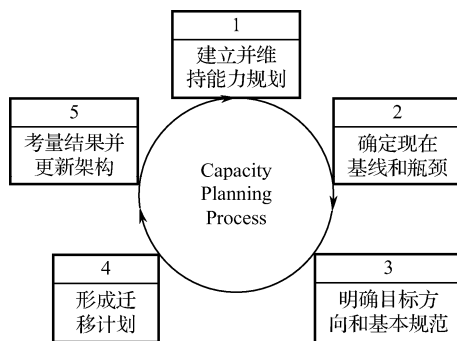 1
建立并维
持能力规划
2
确定现在
基线和瓶颈
3
明确目标方
向和基本规范
4
形成迁
移计划
5
考量结果并
更新架构
Capacity
Planning
Process